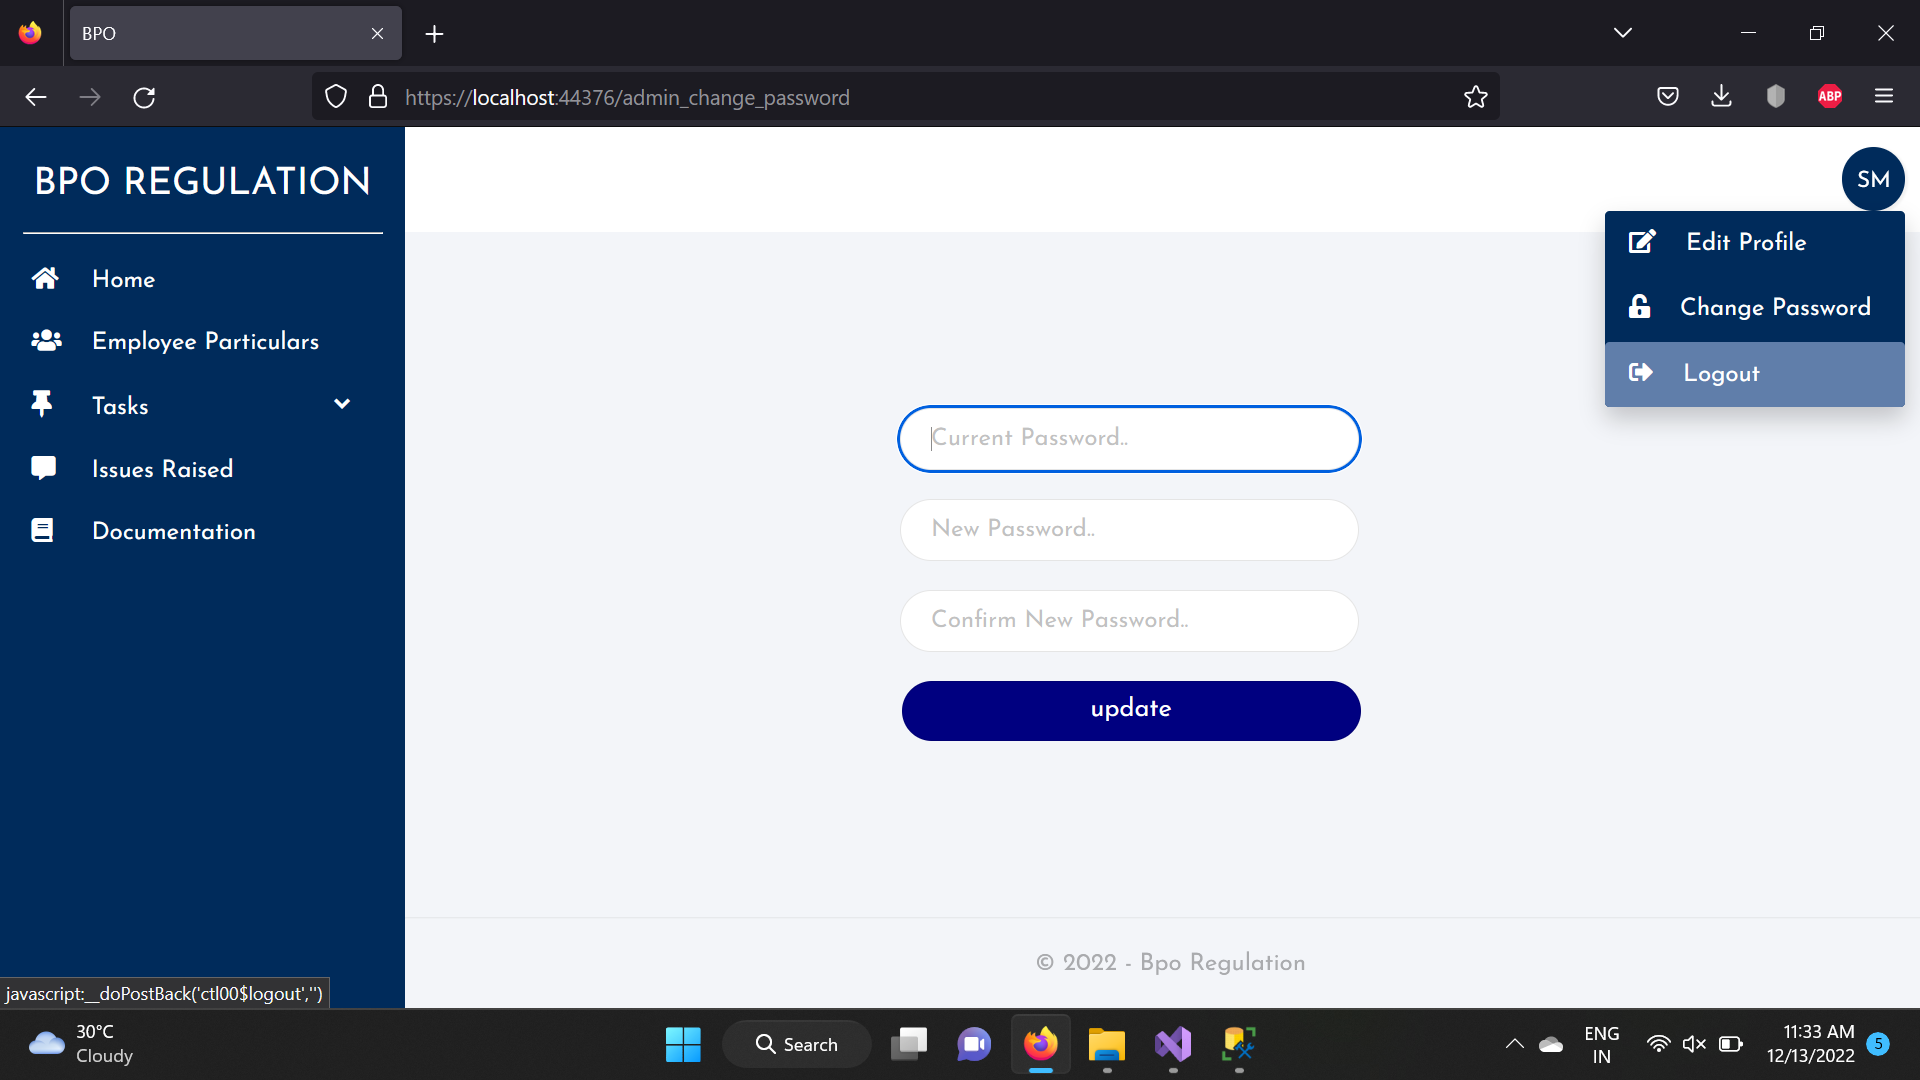 BPO
https://localhost:44376/admin_change_password
ABP
BPO REGULATION
SM
Edit Profile
Change Password
Logout
Home
Employee Particulars
Tasks
Issues Raised
Documentation
Current Password..
New Password..
Confirm New Password..
update
© 2022 - Bpo Regulation
javascript:__doPostBack('ctl00$logout','')
30°C
Cloudy
Search
ENG
IN
11:33 AM
12/13/2022
5